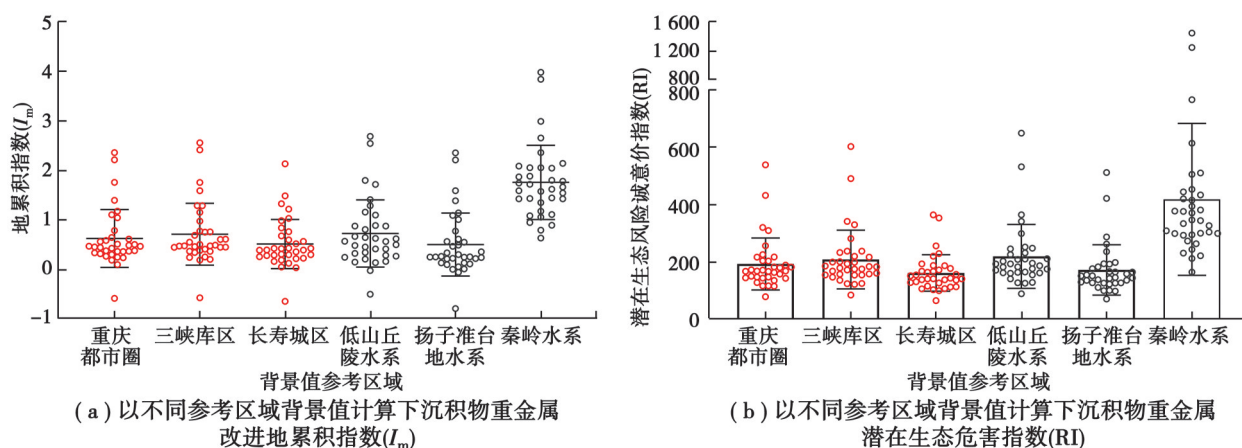 5
4
3
2
1
0
-1
地累积指数(Im)
重庆
都市圈
三峡库区
长寿城区
低山丘
陵水系
扬子准台
地水系
秦岭水系
背景值参考区域
(a)以不同参考区域背景值计算下沉积物重金属
改进地累积指数(Im)
1 600
1 200
800
800
600
400
200
0
潜在生态风险诚意价指数(RI)
重庆
都市圈
三峡库区
长寿城区
低山丘
陵水系
扬子准台
地水系
秦岭水系
背景值参考区域
(b)以不同参考区域背景值计算下沉积物重金属
潜在生态危害指数(RI)